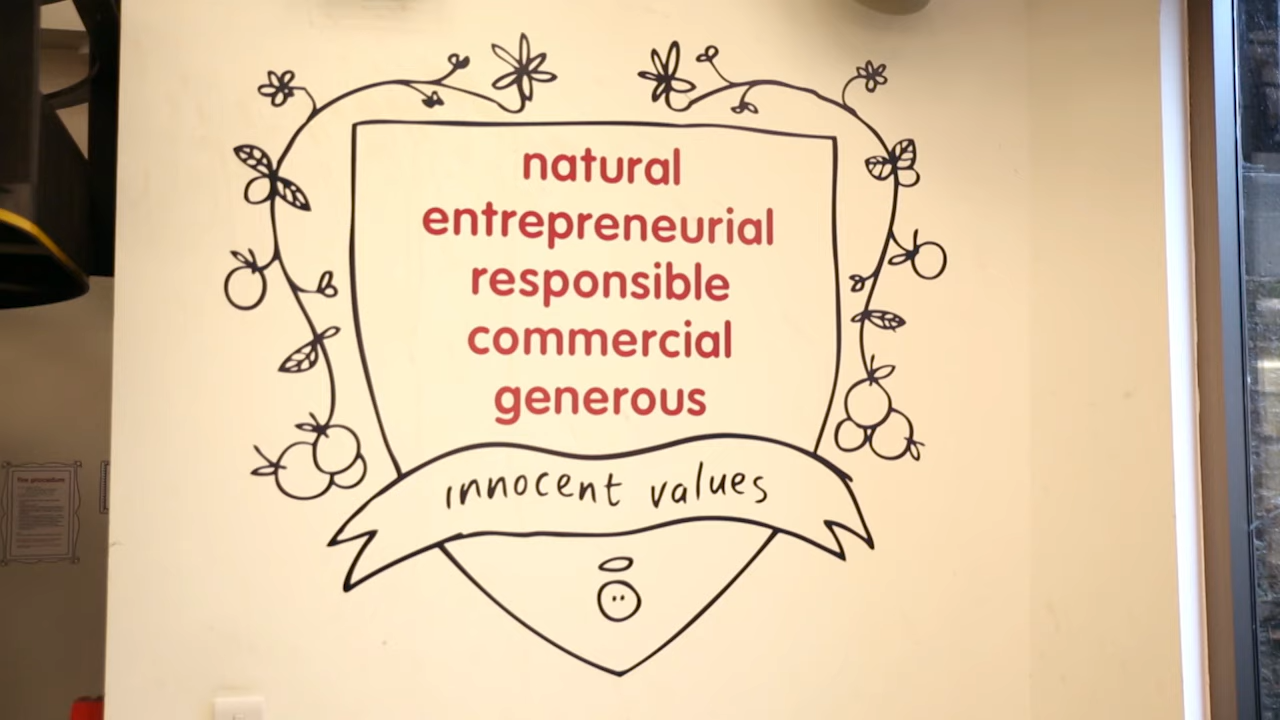 natural
entrepreneurial
responsible
commercial
generous
innocent values